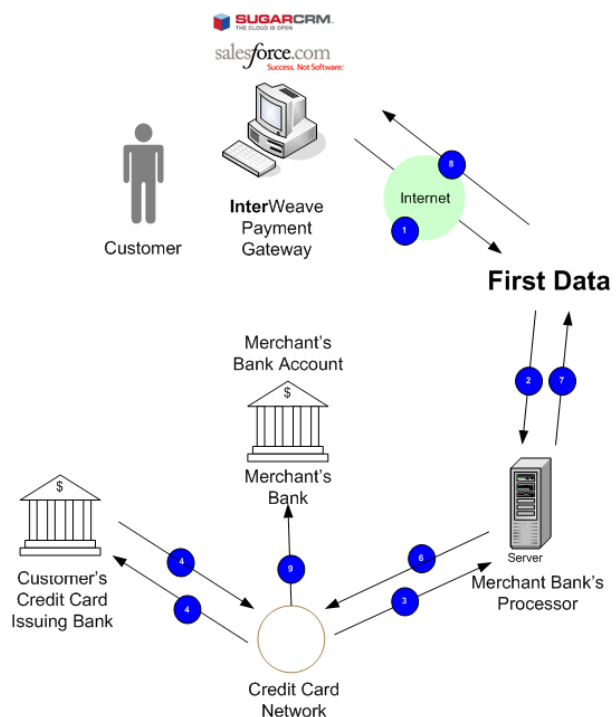 SUGARCRM.
THE CLOUD IS OPEN
salesforce.com
Success. Not Software.
Customer
InterWeave
Payment
Gateway
8
Internet
1
First Data
Merchant's
Bank Account
$
Merchant's
Bank
2
7
$
Customer's
Credit Card
Issuing Bank
4
4
9
6
3
Server
Merchant Bank's
Processor
Credit Card
Network